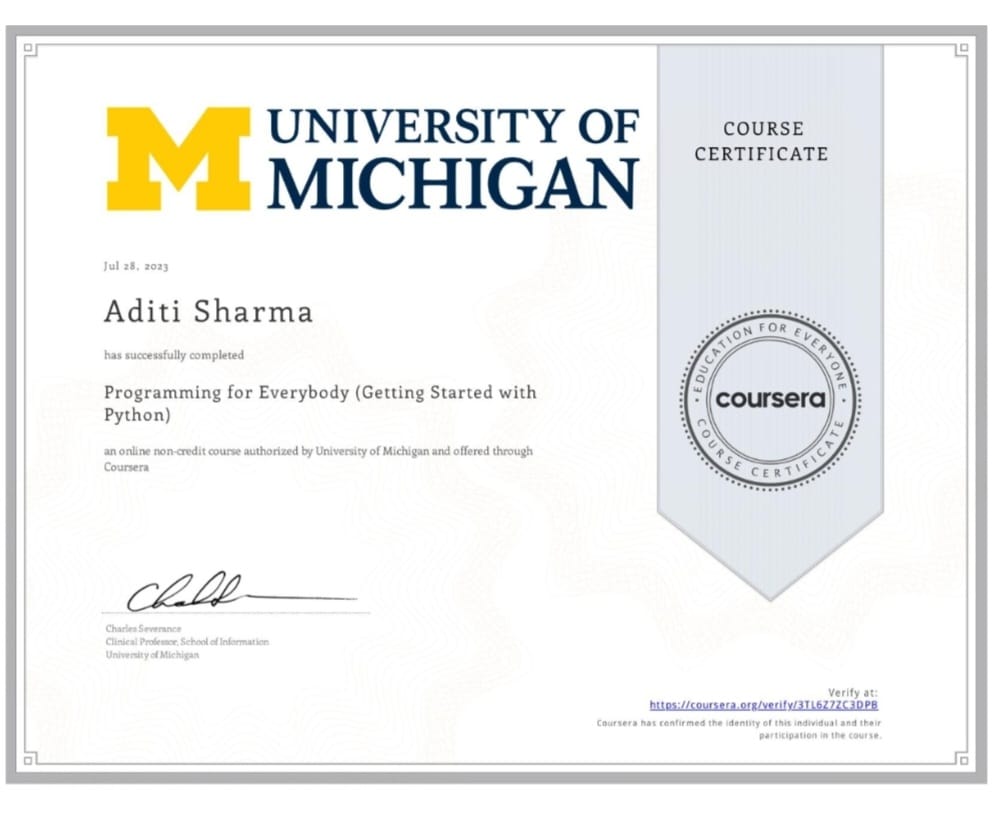 UNIVERSITY OF
MICHIGAN
COURSE
CERTIFICATE
Jul 28, 2023
Aditi Sharma
has successfully completed
Programming for Everybody (Getting Started with
Python)
an online non-credit course authorized by University of Michigan and offered through
Coursera
EDUCATION FOR EVERYONE
coursera
COURSE CERTIFICATE
Charles Severance
Clinical Professor, School of Information
University of Michigan
Verify at:
https://coursera.org/verify/3TL6Z7ZC3DPB
Coursera has confirmed the identity of this individual and their
participation in the course.